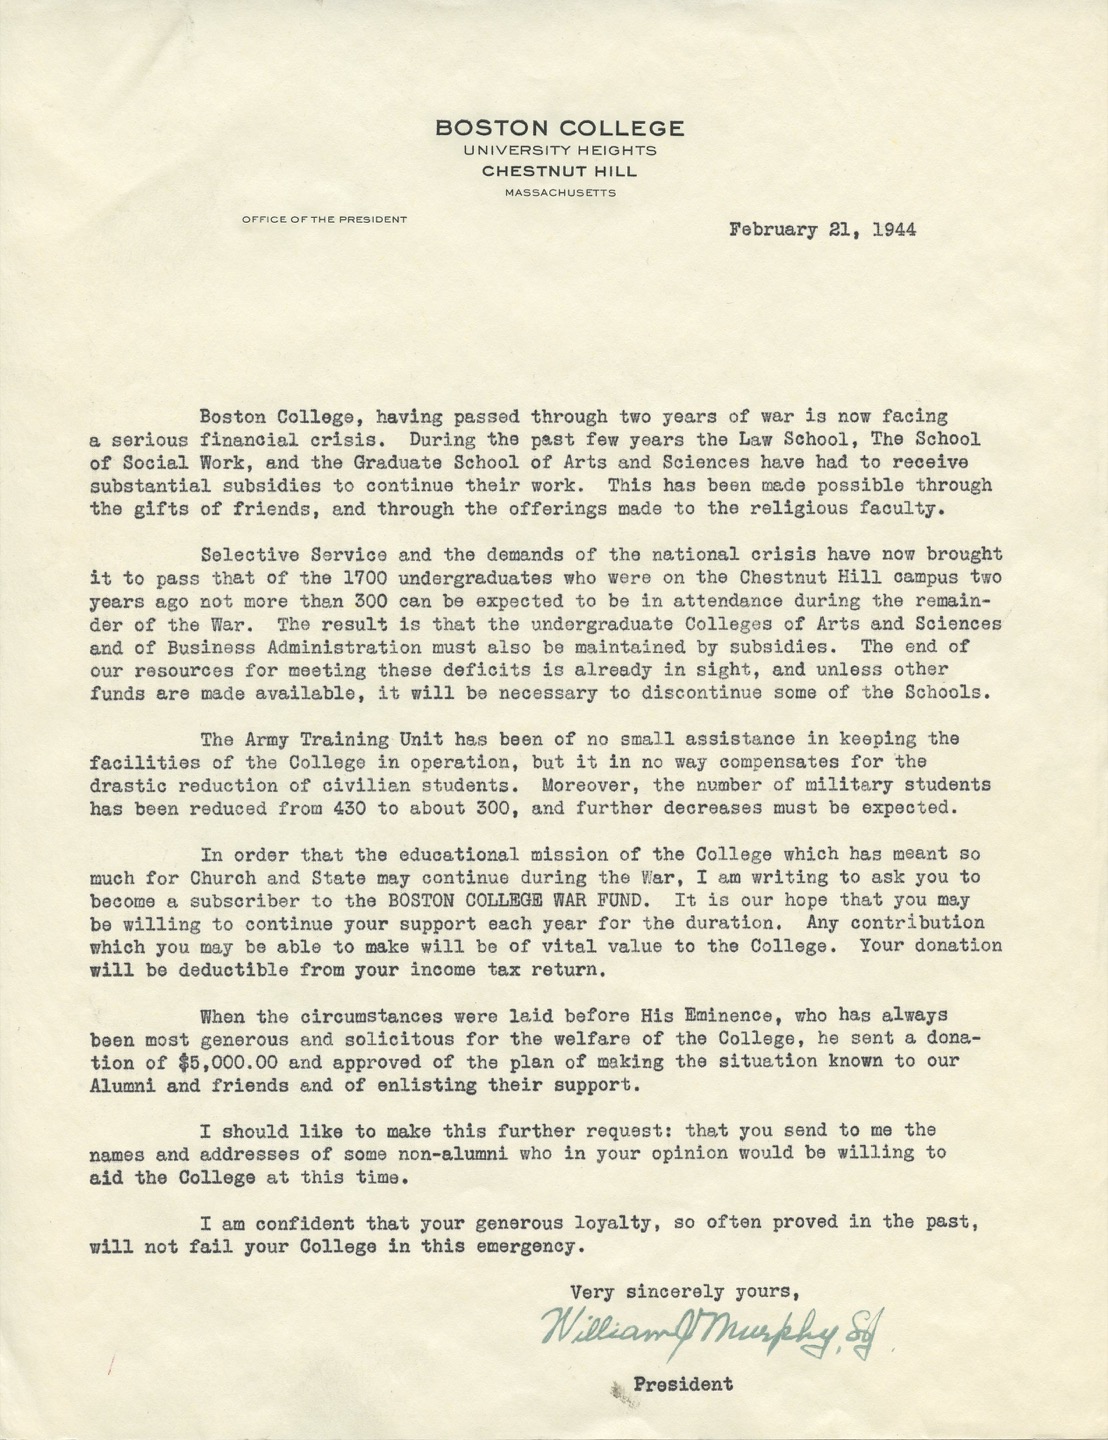 BOSTON COLLEGE
UNIVERSITY HEIGHTS
CHESTNUT HILL
MASSACHUSETTS
OFFICE OF THE PRESIDENT
February 21, 1944
Boston College, having passed through two years of war is now facing
a serious financial crisis. During the past few years the Law School, The School
of Social Work, and the Graduate School of Arts and Sciences have had to receive
substantial subsidies to continue their work. This has been made possible through
the gifts of friends, and through the offerings made to the religious faculty.
Selective Service and the demands of the national crisis have now brought
it to pass that of the 1700 undergraduates who were on the Chestnut Hill campus two
years ago not more than 300 can be expected to be in attendance during the remain-
der of the War. The result is that the undergraduate Colleges of Arts and Sciences
and of Business Administration must also be maintained by subsidies. The end of
our resources for meeting these deficits is already in sight, and unless other
funds are made available, it will be necessary to discontinue some of the Schools.
The Army Training Unit has been of no small assistance in keeping the
facilities of the College in operation, but it in no way compensates for the
drastic reduction of civilian students. Moreover, the number of military students
has been reduced from 430 to about 300, and further decreases must be expected.
In order that the educational mission of the College which has meant so
much for Church and State may continue during the War, I am writing to ask you to
become a subscriber to the BOSTON COLLEGE WAR FUND. It is our hope that you may
be willing to continue your support each year for the duration. Any contribution
which you may be able to make will be of vital value to the College. Your donation
will be deductible from your income tax return.
When the circumstances were laid before His Eminence, who has always
been most generous and solicitous for the welfare of the College, he sent a dona-
tion of $5,000.00 and approved of the plan of making the situation known to our
Alumni and friends and of enlisting their support.
I should like to make this further request: that you send to me the
names and addresses of some non-alumni who in your opinion would be willing to
aid the College at this time.
I am confident that your generous loyalty, so often proved in the past,
will not fail your College in this emergency.
Very sincerely yours,
William J Murphy, SJ
President